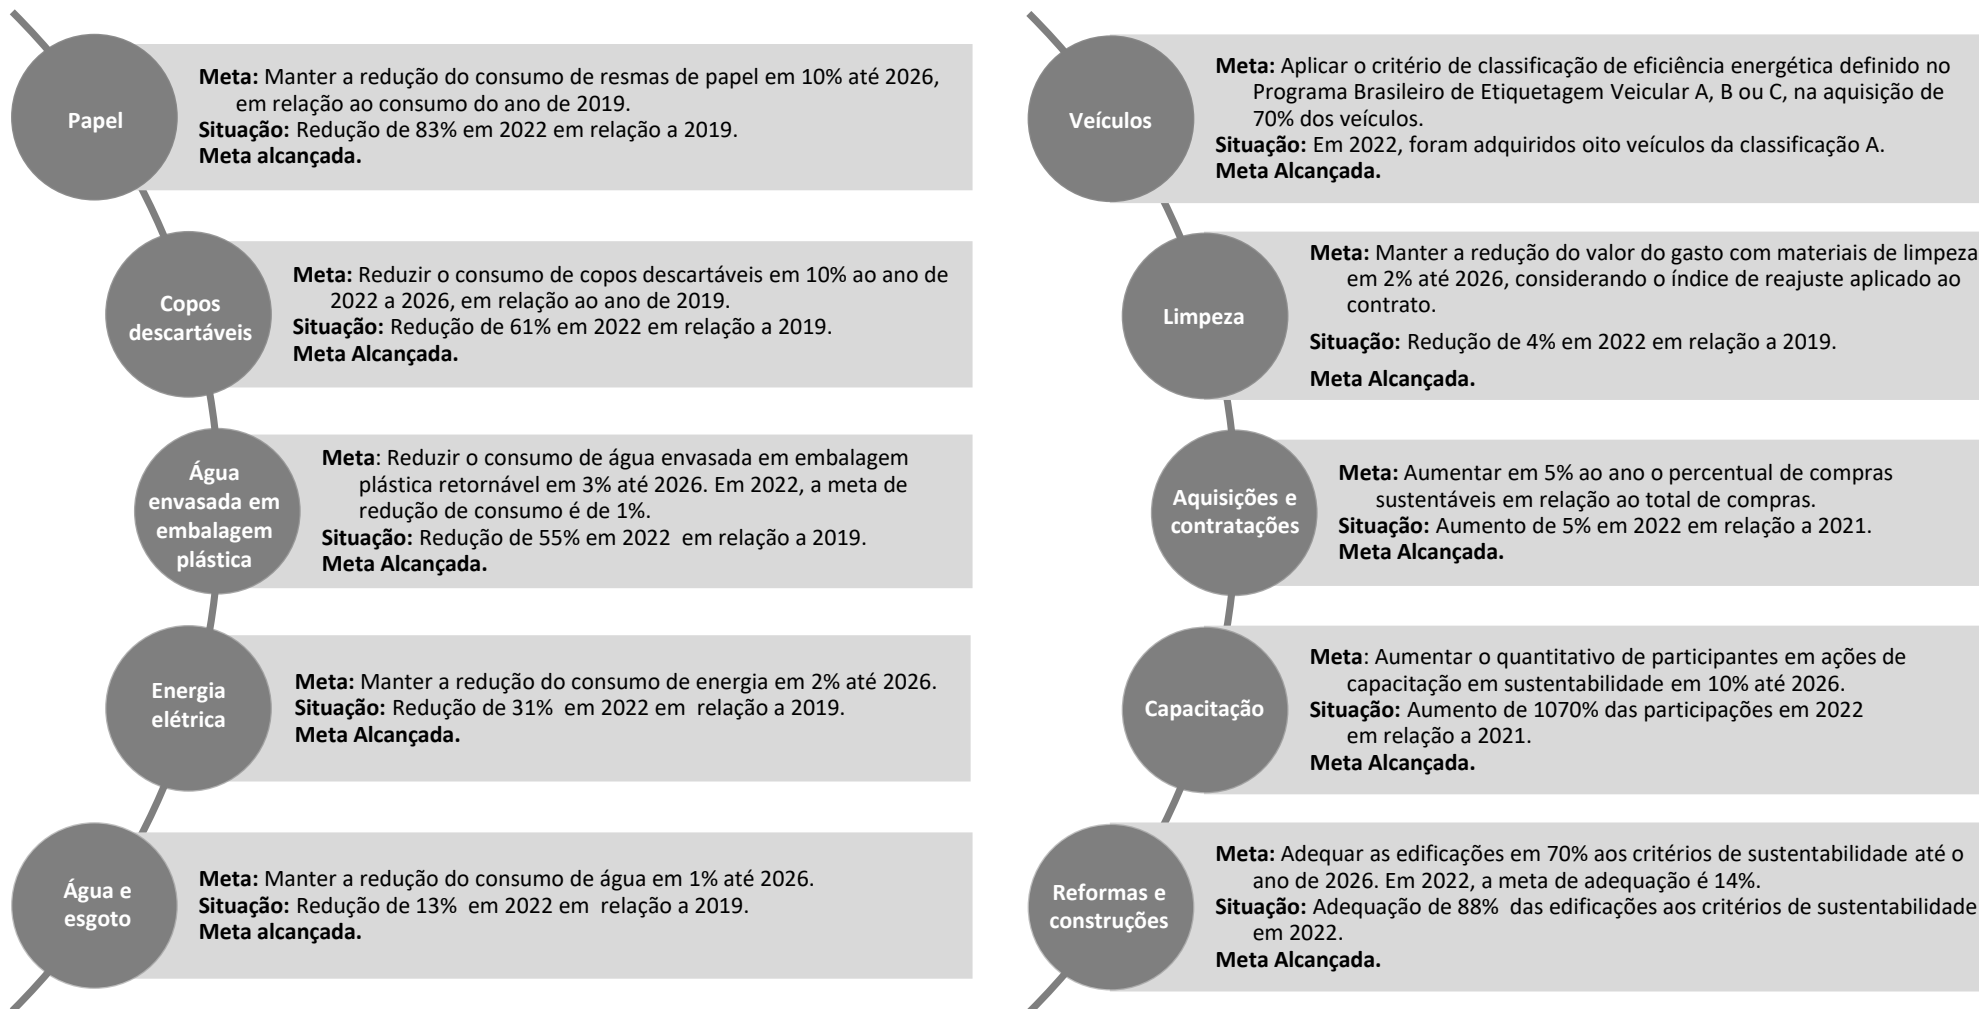 Papel
Meta: Manter a redução do consumo de resmas de papel em 10% até 2026,
em relação ao consumo do ano de 2019.
Situação: Redução de 83% em 2022 em relação a 2019.
Meta alcançada.
Copos
descartáveis
Meta: Reduzir o consumo de copos descartáveis em 10% ao ano de
2022 a 2026, em relação ao ano de 2019.
Situação: Redução de 61% em 2022 em relação a 2019.
Meta Alcançada.
Água
envasada em
embalagem
plástica
Meta: Reduzir o consumo de água envasada em embalagem
plástica retornável em 3% até 2026. Em 2022, a meta de
redução de consumo é de 1%.
Situação: Redução de 55% em 2022 em relação a 2019.
Meta Alcançada.
Energia
elétrica
Meta: Manter a redução do consumo de energia em 2% até 2026.
Situação: Redução de 31% em 2022 em relação a 2019.
Meta Alcançada.
Água e
esgoto
Meta: Manter a redução do consumo de água em 1% até 2026.
Situação: Redução de 13% em 2022 em relação a 2019.
Meta alcançada.
Veículos
Meta: Aplicar o critério de classificação de eficiência energética definido no
Programa Brasileiro de Etiquetagem Veicular A, B ou C, na aquisição de
70% dos veículos.
Situação: Em 2022, foram adquiridos oito veículos da classificação A.
Meta Alcançada.
Limpeza
Meta: Manter a redução do valor do gasto com materiais de limpeza
em 2% até 2026, considerando o índice de reajuste aplicado ao
contrato.
Situação: Redução de 4% em 2022 em relação a 2019.
Meta Alcançada.
Aquisições e
contratações
Meta: Aumentar em 5% ao ano o percentual de compras
sustentáveis em relação ao total de compras.
Situação: Aumento de 5% em 2022 em relação a 2021.
Meta Alcançada.
Capacitação
Meta: Aumentar o quantitativo de participantes em ações de
capacitação em sustentabilidade em 10% até 2026.
Situação: Aumento de 1070% das participações em 2022
em relação a 2021.
Meta Alcançada.
Reformas e
construções
Meta: Adequar as edificações em 70% aos critérios de sustentabilidade até o
ano de 2026. Em 2022, a meta de adequação é 14%.
Situação: Adequação de 88% das edificações aos critérios de sustentabilidade
em 2022.
Meta Alcançada.